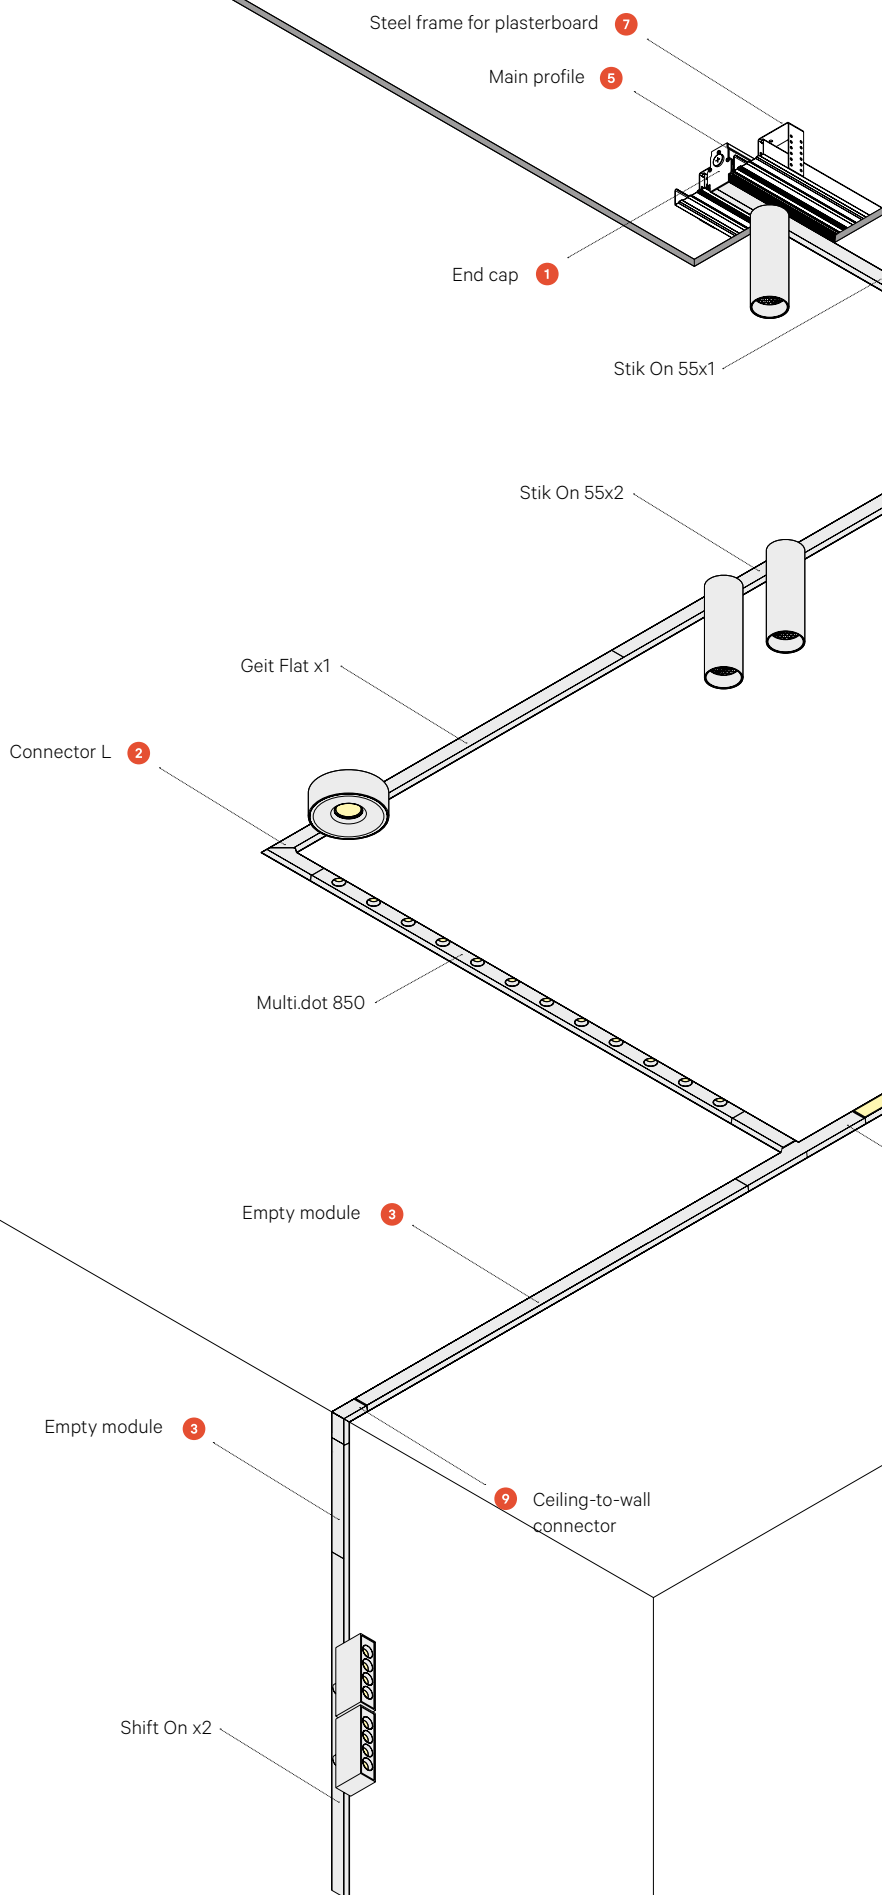 Steel frame for plasterboard 7
Main profile 5
End cap 1
Stik On 55x1
Stik On 55x2
Geit Flat x1
Connector L 2
Multi.dot 850
Empty module 3
Empty module 3
9 Ceiling-to-wall
connector
Shift On x2